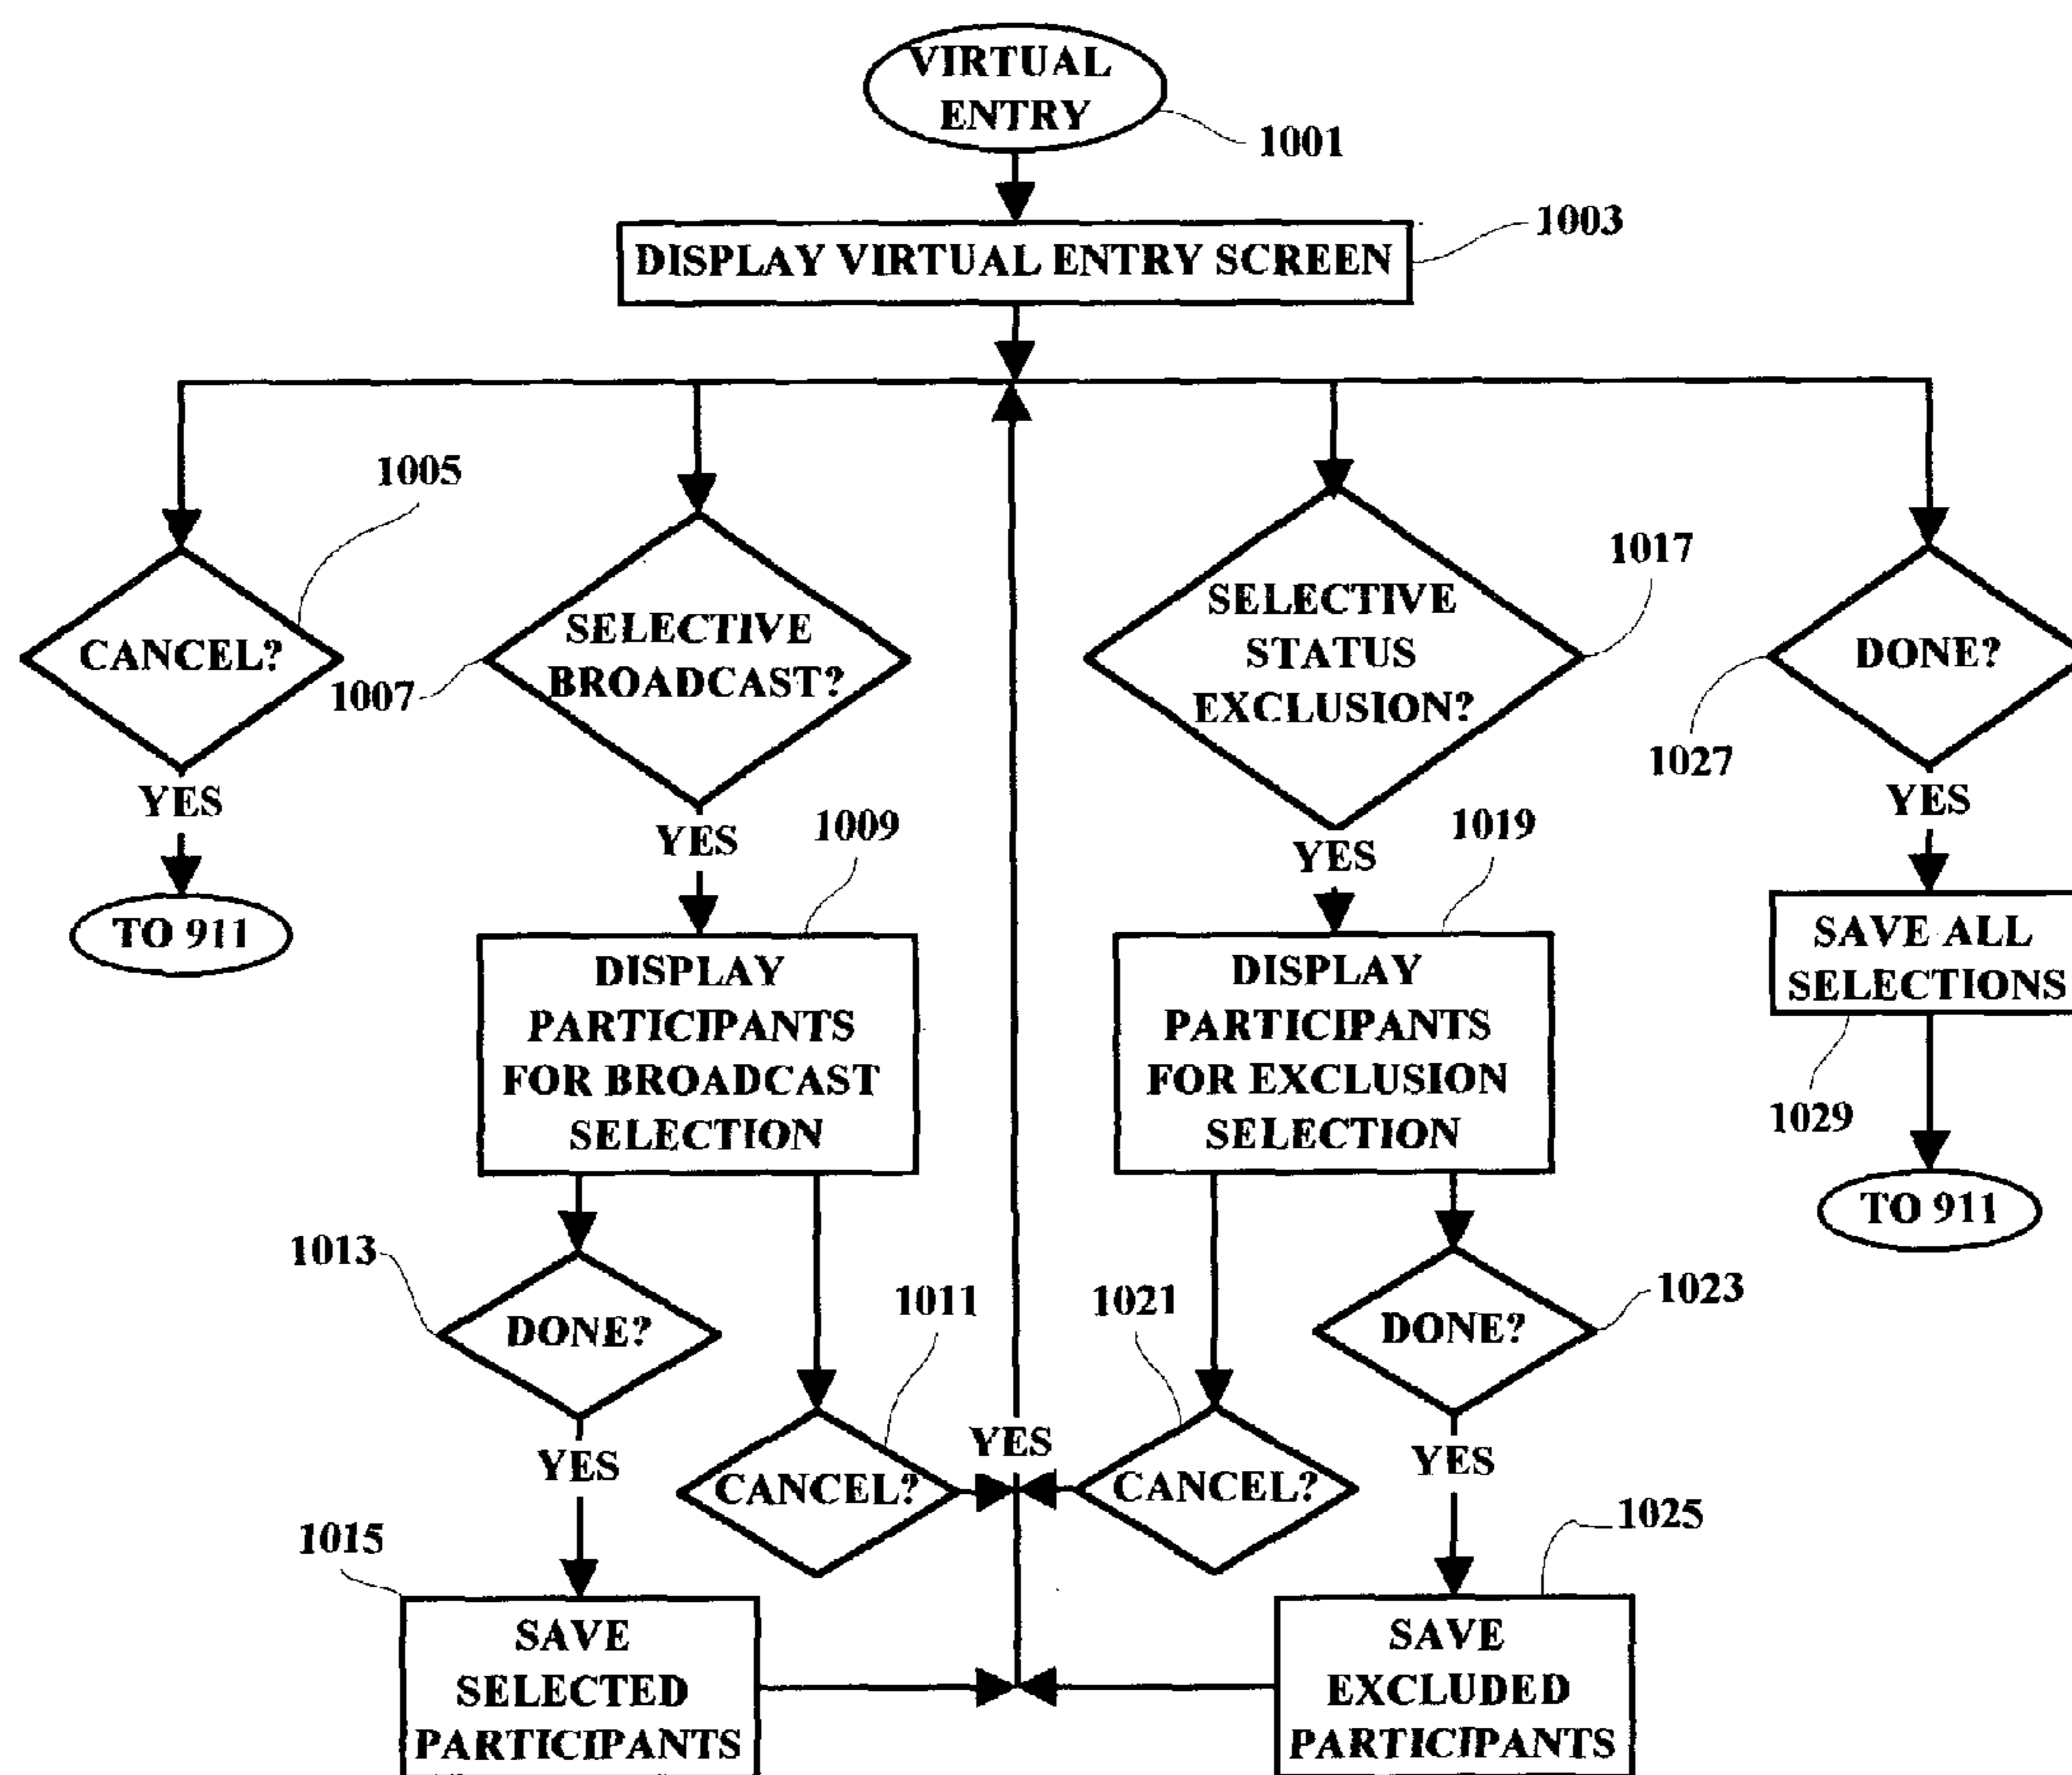 VIRTUAL
ENTRY
1001
1003
DISPLAY VIRTUAL ENTRY SCREEN
1005
CANCEL?
YES
TO 911
1007
SELECTIVE
BROADCAST?
YES
1009
DISPLAY
PARTICIPANTS
FOR BROADCAST
SELECTION
1013
DONE?
YES
1011
CANCEL?
YES
1015
SAVE
SELECTED
PARTICIPANTS
1017
SELECTIVE
STATUS
EXCLUSION?
YES
1019
DISPLAY
PARTICIPANTS
FOR EXCLUSION
SELECTION
1021
CANCEL?
1023
DONE?
YES
1025
SAVE
EXCLUDED
PARTICIPANTS
1027
DONE?
YES
SAVE ALL
SELECTIONS
1029
TO 911